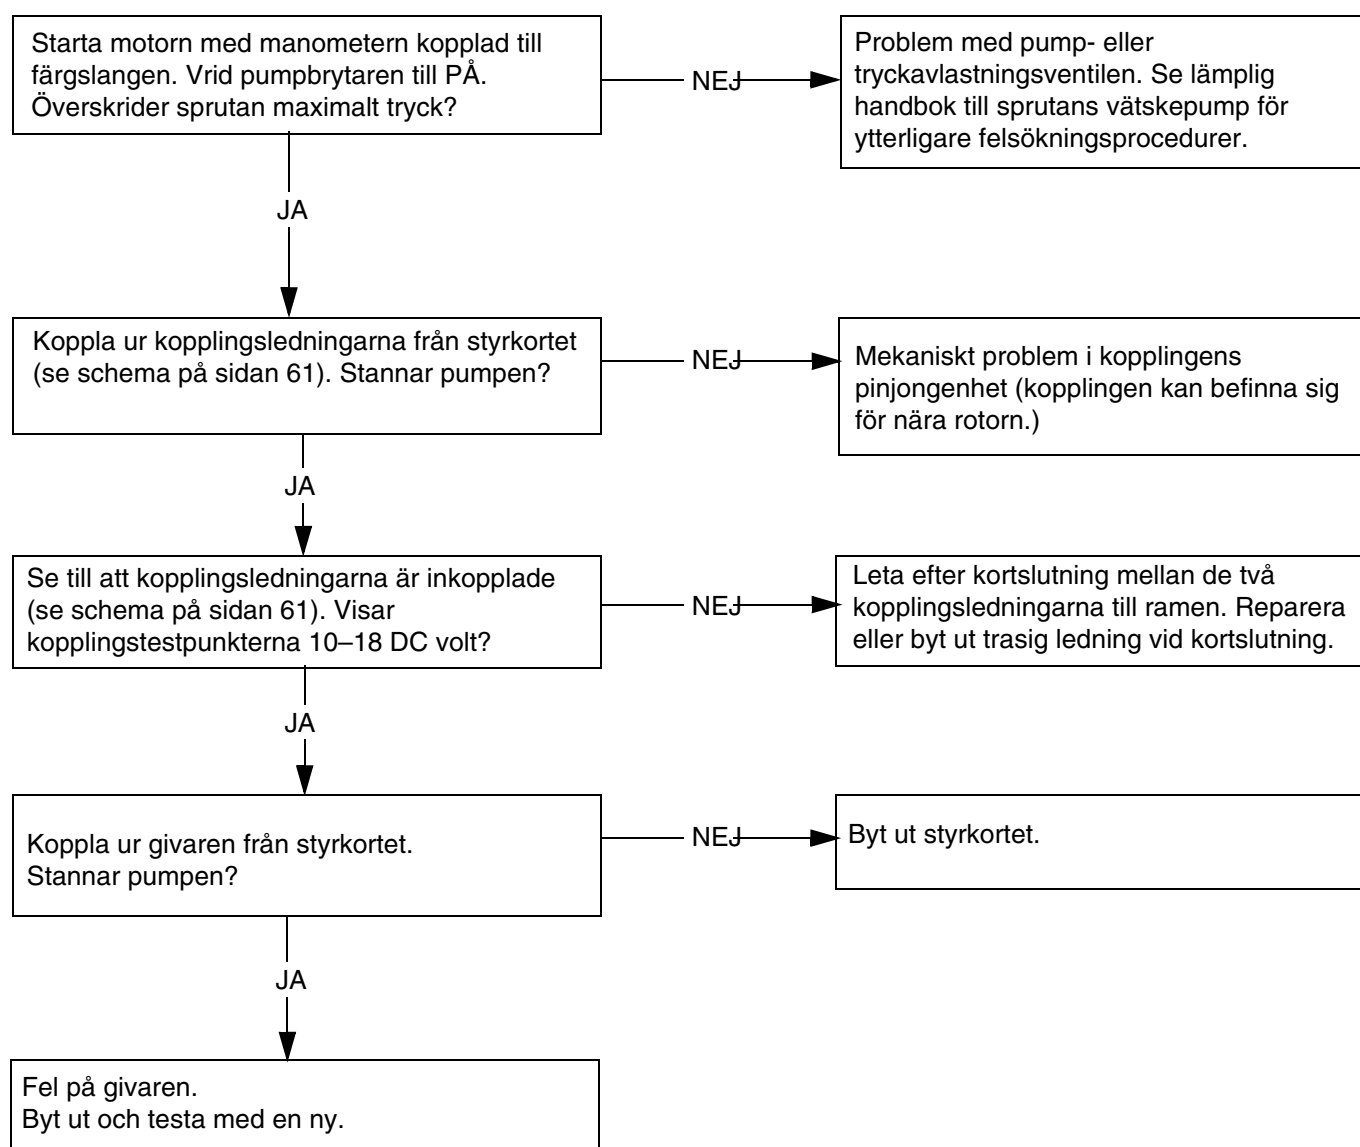 Starta motorn med manometern kopplad till
färgslangen. Vrid pumpbrytaren till PÅ.
Överskrider sprutan maximalt tryck?
NEJ
Problem med pump- eller
tryckavlastningsventilen. Se lämplig
handbok till sprutans vätskepump för
ytterligare felsökningsprocedurer.
JA
Koppla ur kopplingsledningarna från styrkortet
(se schema på sidan 61). Stannar pumpen?
NEJ
Mekaniskt problem i kopplingens
pinjongenhet (kopplingen kan befinna sig
för nära rotorn.)
JA
Se till att kopplingsledningarna är inkopplade
(se schema på sidan 61). Visar
kopplingstestpunkterna 10–18 DC volt?
NEJ
Leta efter kortslutning mellan de två
kopplingsledningarna till ramen. Reparera
eller byt ut trasig ledning vid kortslutning.
JA
Koppla ur givaren från styrkortet.
Stannar pumpen?
NEJ
Byt ut styrkortet.
JA
Fel på givaren.
Byt ut och testa med en ny.